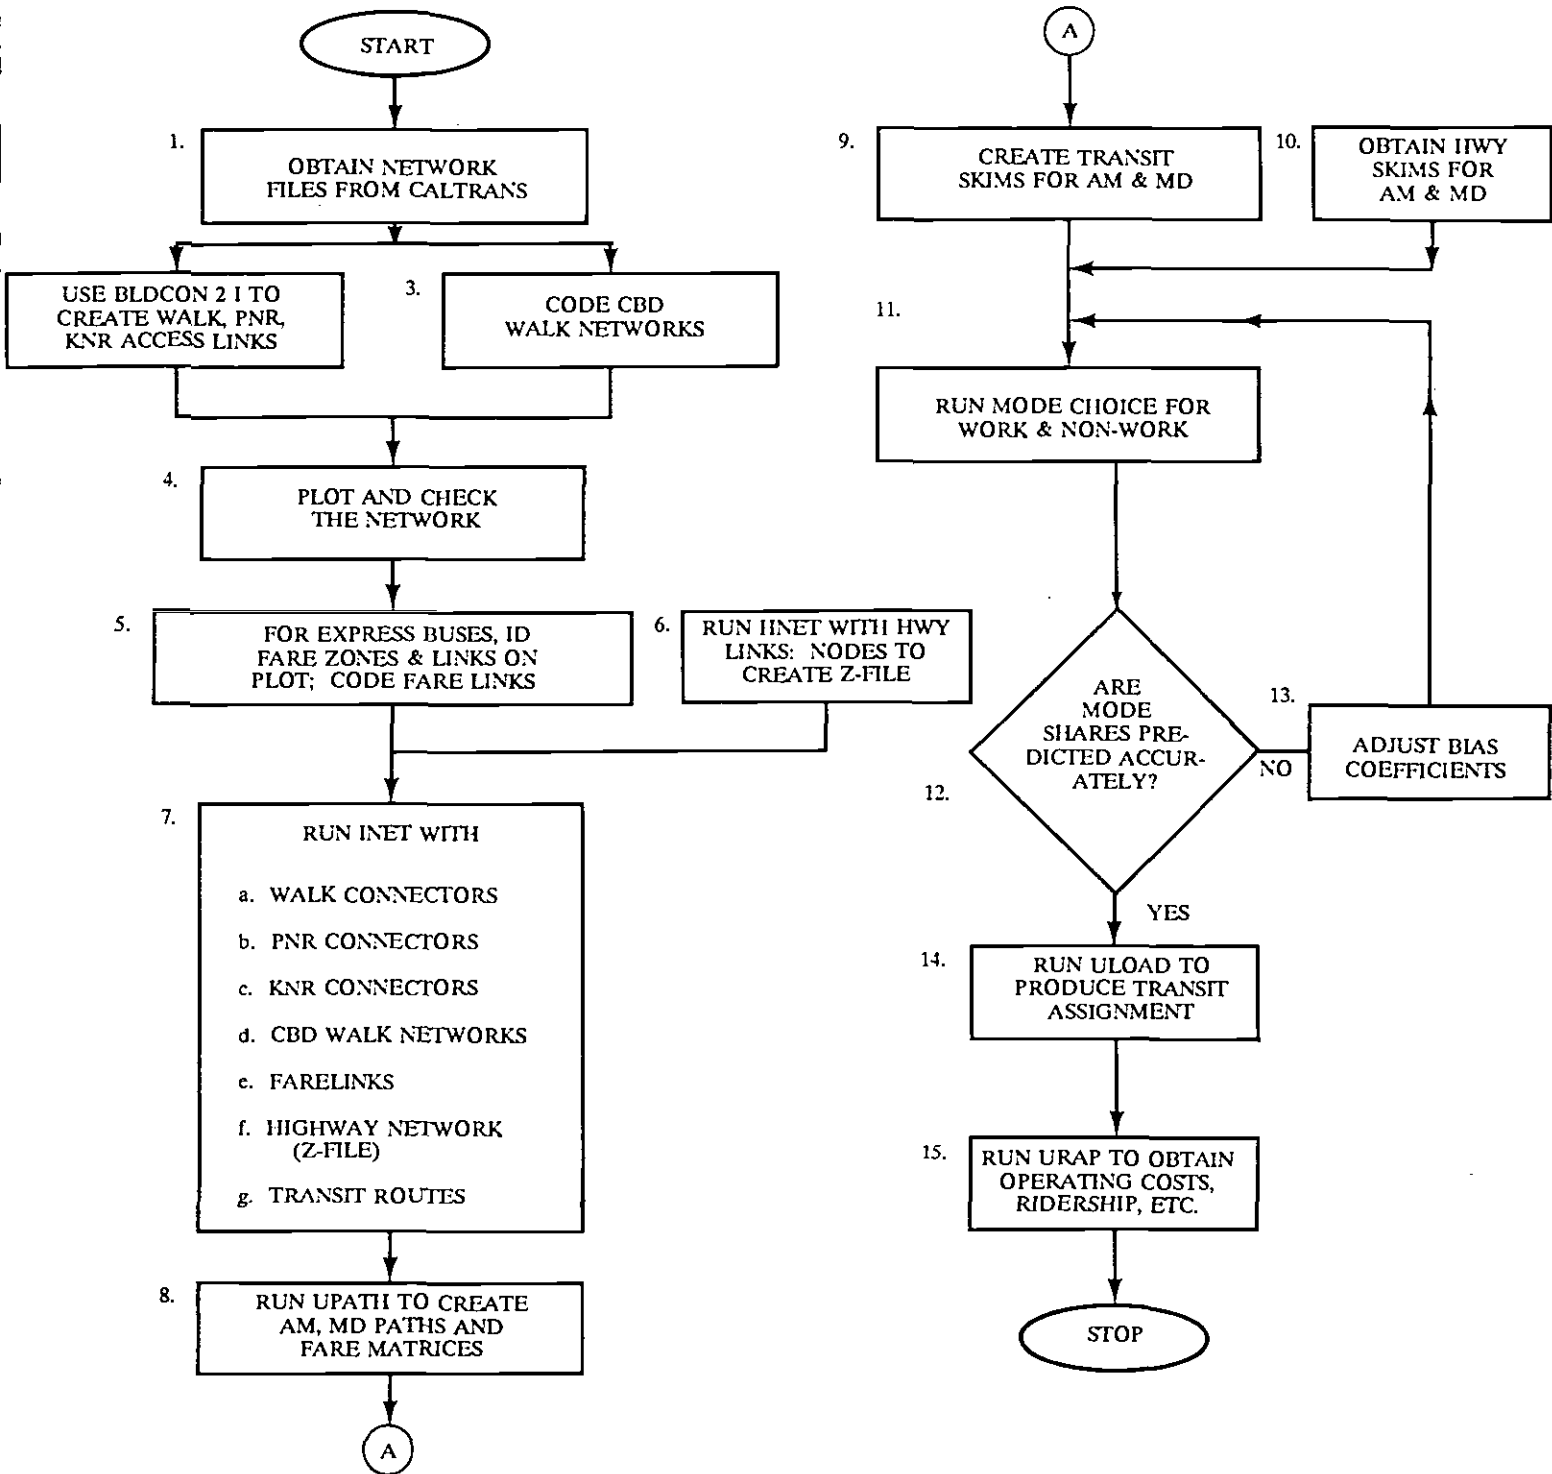 START
1.
OBTAIN NETWORK
FILES FROM CALTRANS
USE BLDCON 2 I TO
CREATE WALK, PNR,
KNR ACCESS LINKS
3.
CODE CBD
WALK NETWORKS
4.
PLOT AND CHECK
THE NETWORK
5.
FOR EXPRESS BUSES, ID
FARE ZONES & LINKS ON
PLOT; CODE FARE LINKS
6.
RUN HNET WITH HWY
LINKS: NODES TO
CREATE Z-FILE
7.
RUN INET WITH
a. WALK CONNECTORS
b. PNR CONNECTORS
c. KNR CONNECTORS
d. CBD WALK NETWORKS
e. FARELINKS
f. HIGHWAY NETWORK
(Z-FILE)
g. TRANSIT ROUTES
8.
RUN UPATH TO CREATE
AM, MD PATHS AND
FARE MATRICES
A
A
9.
CREATE TRANSIT
SKIMS FOR AM & MD
10.
OBTAIN HWY
SKIMS FOR
AM & MD
11.
RUN MODE CHOICE FOR
WORK & NON-WORK
ARE
MODE
SHARES PRE-
DICTED ACCUR-
ATELY?
12.
NO
13.
ADJUST BIAS
COEFFICIENTS
YES
14.
RUN ULOAD TO
PRODUCE TRANSIT
ASSIGNMENT
15.
RUN URAP TO OBTAIN
OPERATING COSTS,
RIDERSHIP, ETC.
STOP